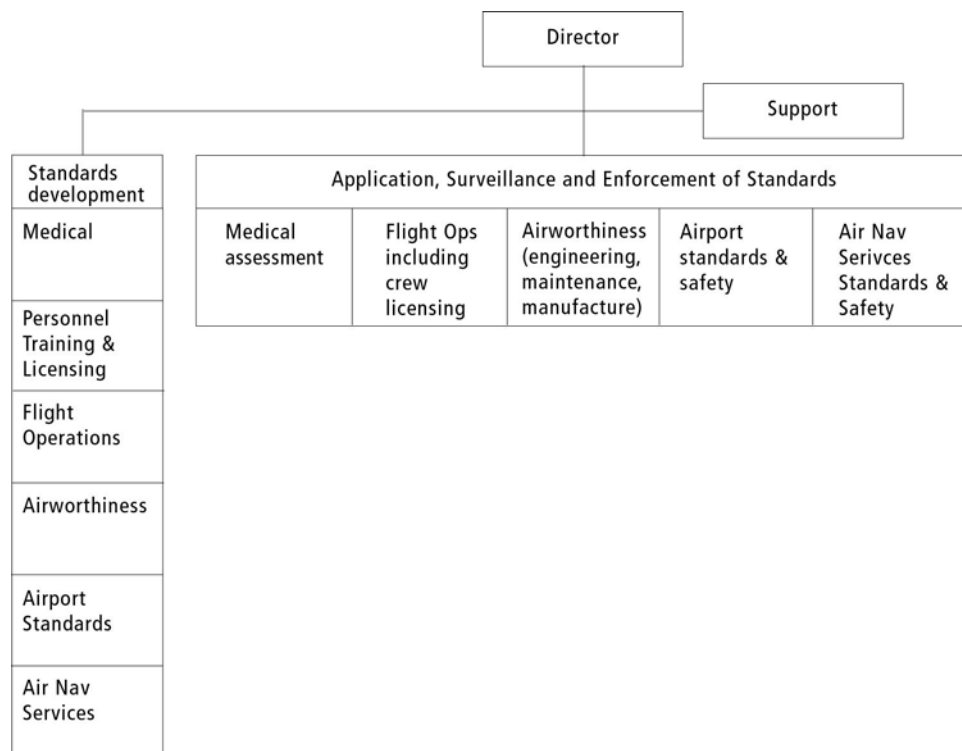 Director
Support
Standards
development
Medical
Personnel
Training &
Licensing
Flight
Operations
Airworthiness
Airport
Standards
Air Nav
Services
Application, Surveillance and Enforcement of Standards
Medical
assessment
Flight Ops
including
crew
licensing
Airworthiness
(engineering,
maintenance,
manufacture)
Airport
standards &
safety
Air Nav
Serivces
Standards &
Safety